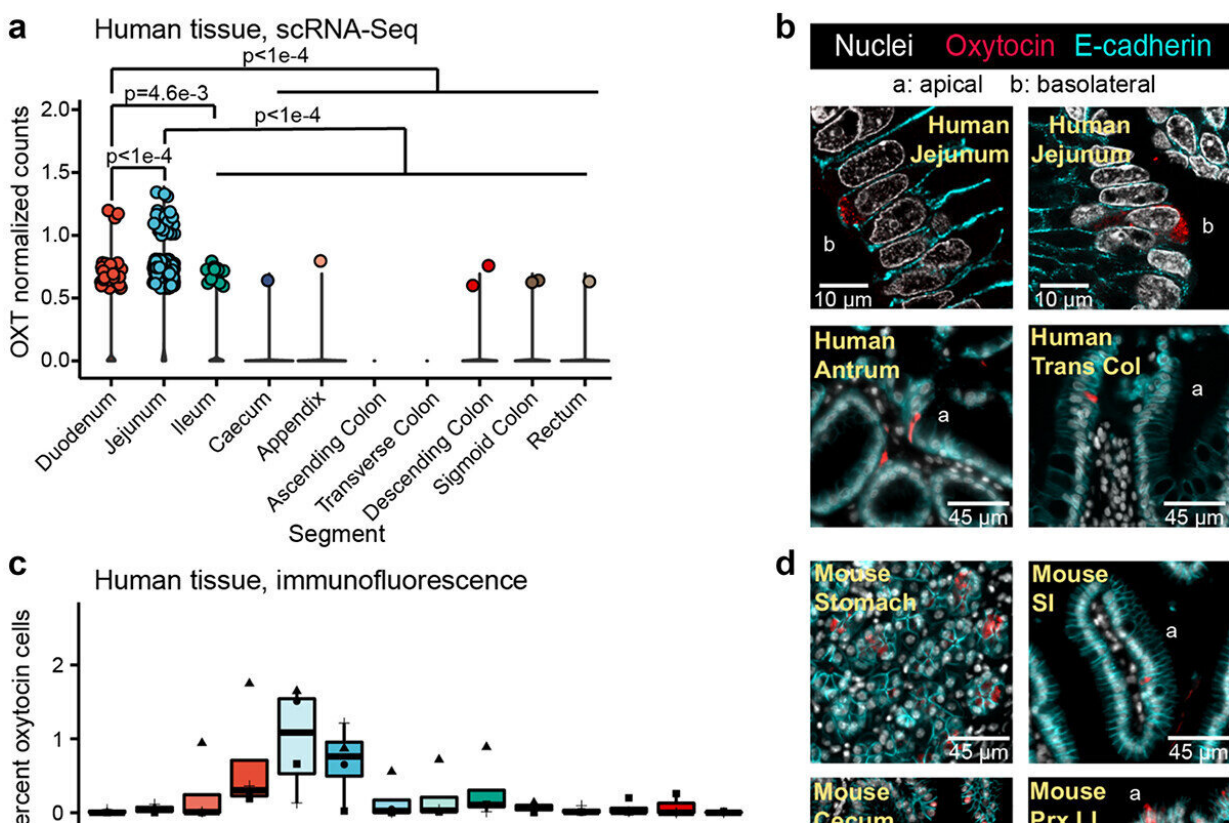 a
Human tissue, scRNA-Seq
p<1e-4
p=4.6e-3
p<1e-4
p<1e-4
OXT normalized counts
2.0
1.5
1.0
0.5
0.0
Duodenum
Jejunum
Ileum
Caecum
Appendix
Ascending Colon
Transverse Colon
Descending Colon
Sigmoid Colon
Rectum
Segment
b
Nuclei Oxytocin E-cadherin
a: apical b: basolateral
Human
Jejunum
b
10 µm
Human
Jejunum
b
10 µm
Human
Antrum
a
45 µm
Human
Trans Col
a
45 µm
c
Human tissue, immunofluorescence
ercent oxytocin cells
2
1
0
d
Mouse
Stomach
45 µm
Mouse
SI
a
45 µm
Mouse
Cecum
Mouse
a